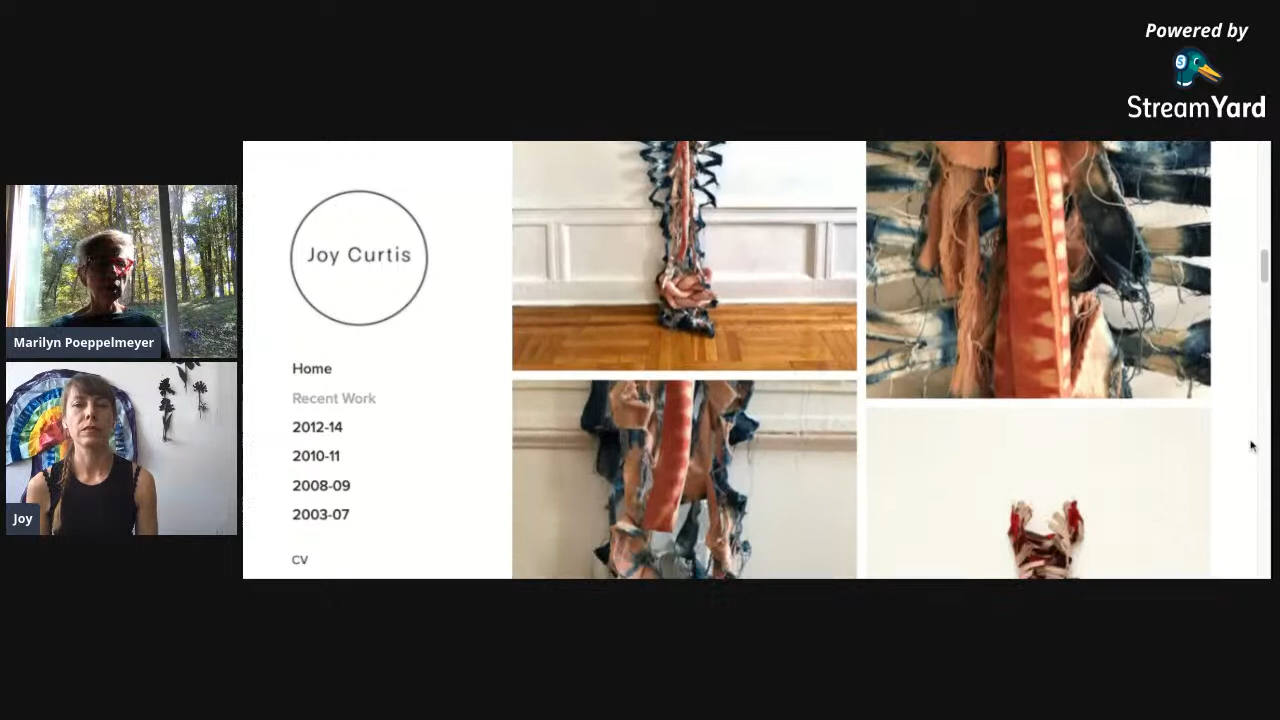 Powered by
StreamYard
Marilyn Poeppelmeyer
Joy
Joy Curtis
Home
Recent Work
2012-14
2010-11
2008-09
2003-07
CV